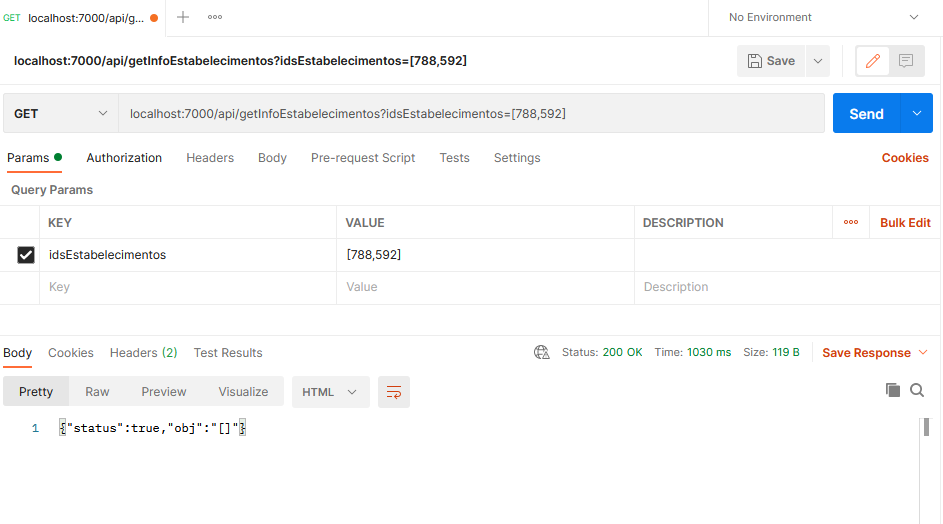 GET localhost:7000/api/g...
No Environment
localhost:7000/api/getInfoEstabelecimentos?idsEstabelecimentos=[788,592]
Save
GET localhost:7000/api/getInfoEstabelecimentos?idsEstabelecimentos=[788,592]
Send
Params Authorization Headers Body Pre-request Script Tests Settings Cookies
Query Params
KEY VALUE DESCRIPTION Bulk Edit
idsEstabelecimentos [788,592]
Key Value Description
Body Cookies Headers (2) Test Results Status: 200 OK Time: 1030 ms Size: 119 B Save Response
Pretty Raw Preview Visualize HTML
1 {"status":true,"obj":"[]"}